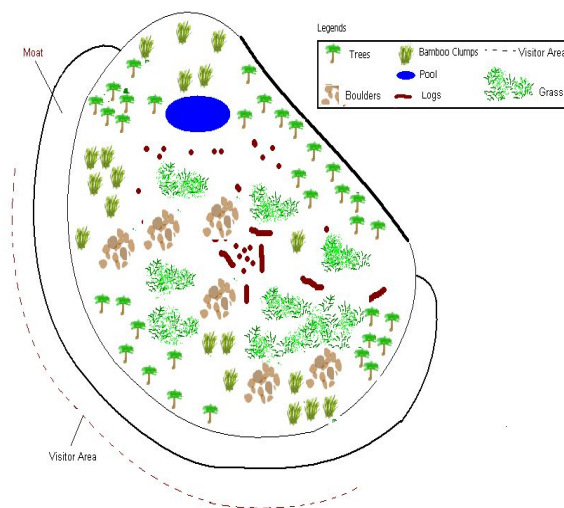 Legends
Trees
Bamboo Clumps
Visitor Area
Pool
Boulders
Logs
Grass
Moat
Visitor Area